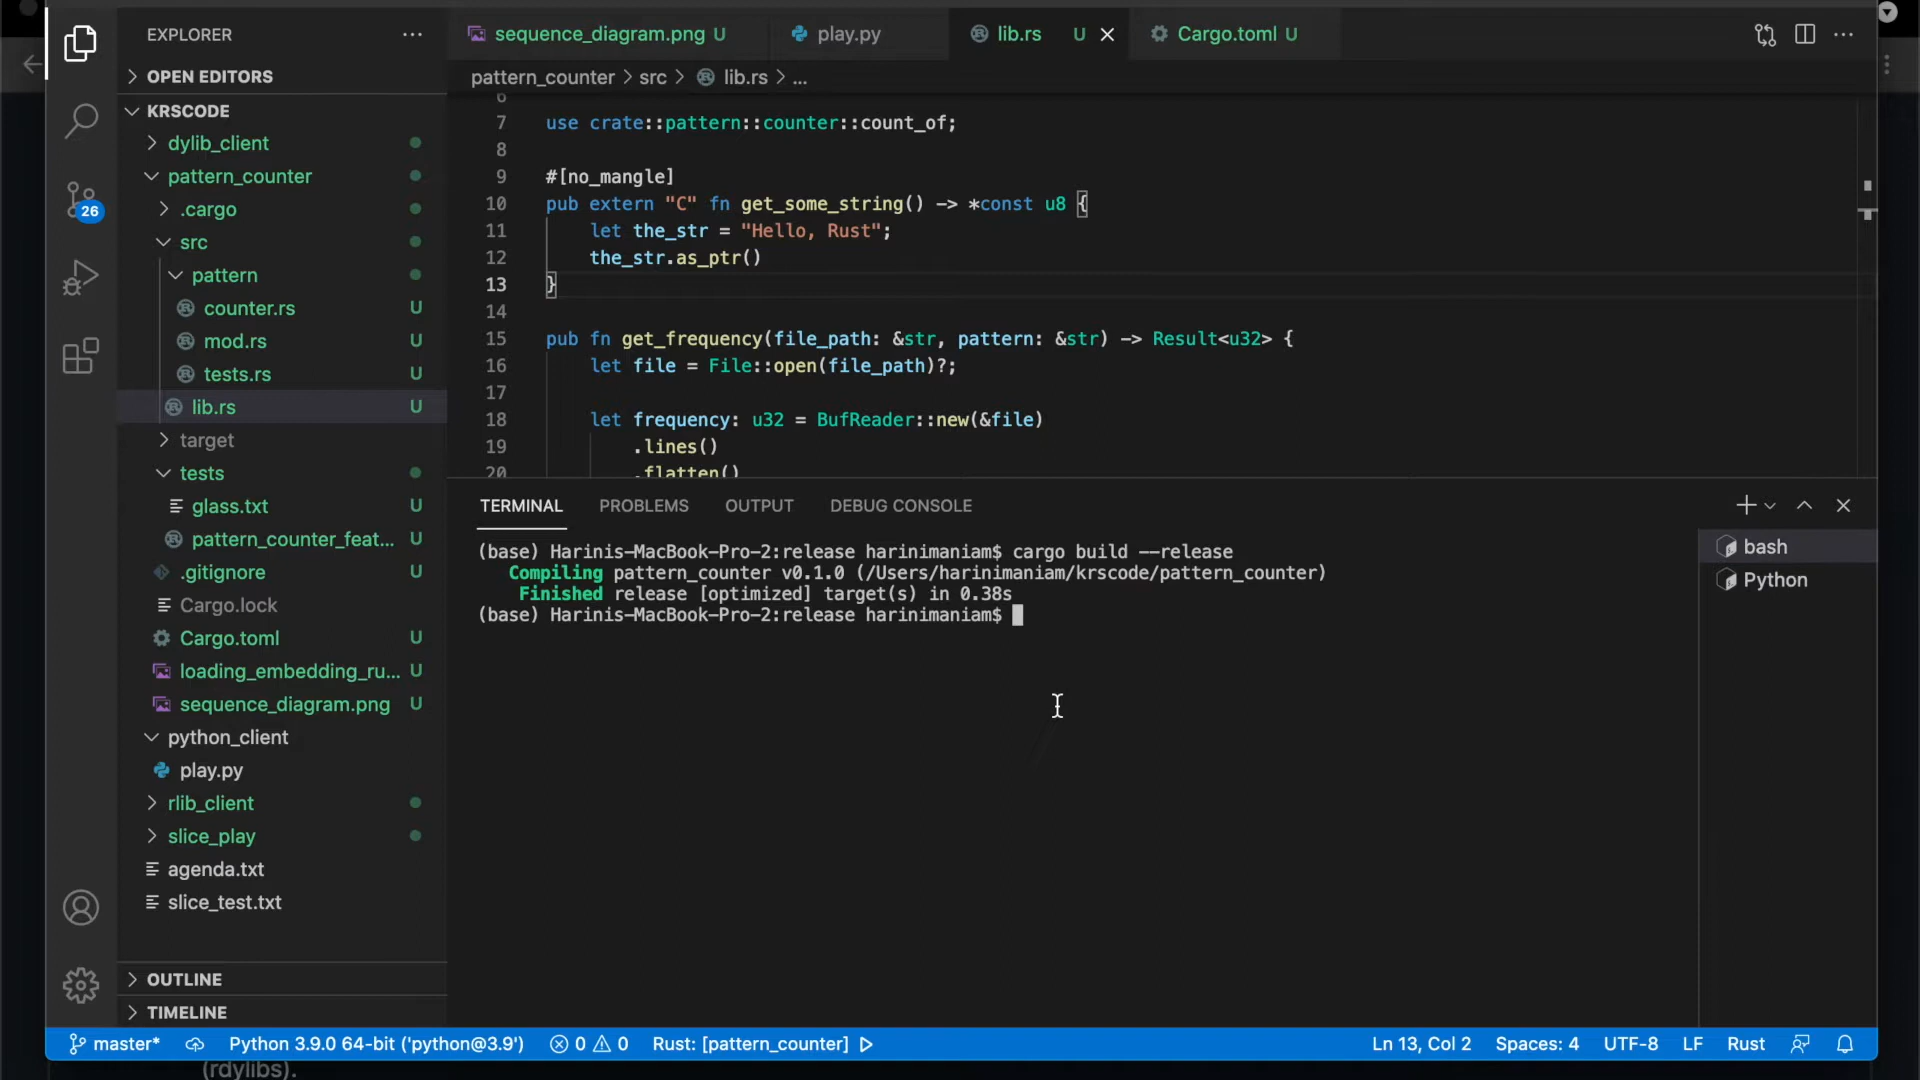 EXPLORER
OPEN EDITORS
KRSCODE
dylib_client
pattern_counter
.cargo
src
pattern
counter.rs U
mod.rs U
tests.rs U
lib.rs U
target
tests
glass.txt U
pattern_counter_feat... U
.gitignore U
Cargo.lock
Cargo.toml U
loading_embedding_ru... U
sequence_diagram.png U
python_client
play.py
rlib_client
slice_play
agenda.txt
slice_test.txt
OUTLINE
TIMELINE
26
sequence_diagram.png U
play.py
lib.rs U
Cargo.toml U
pattern_counter > src > lib.rs > ...
6
7 use crate::pattern::counter::count_of;
8
9 #[no_mangle]
10 pub extern "C" fn get_some_string() -> *const u8 {
11 let the_str = "Hello, Rust";
12 the_str.as_ptr()
13 }
14
15 pub fn get_frequency(file_path: &str, pattern: &str) -> Result<u32> {
16 let file = File::open(file_path)?;
17
18 let frequency: u32 = BufReader::new(&file)
19 .lines()
20 .flatten()
TERMINAL PROBLEMS OUTPUT DEBUG CONSOLE
(base) Harinis-MacBook-Pro-2:release harinimaniam$ cargo build --release
Compiling pattern_counter v0.1.0 (/Users/harinimaniam/krscode/pattern_counter)
Finished release [optimized] target(s) in 0.38s
(base) Harinis-MacBook-Pro-2:release harinimaniam$
bash
Python
master* Python 3.9.0 64-bit ('python@3.9') 0 0 Rust: [pattern_counter] Ln 13, Col 2 Spaces: 4 UTF-8 LF Rust
(rdylibs).